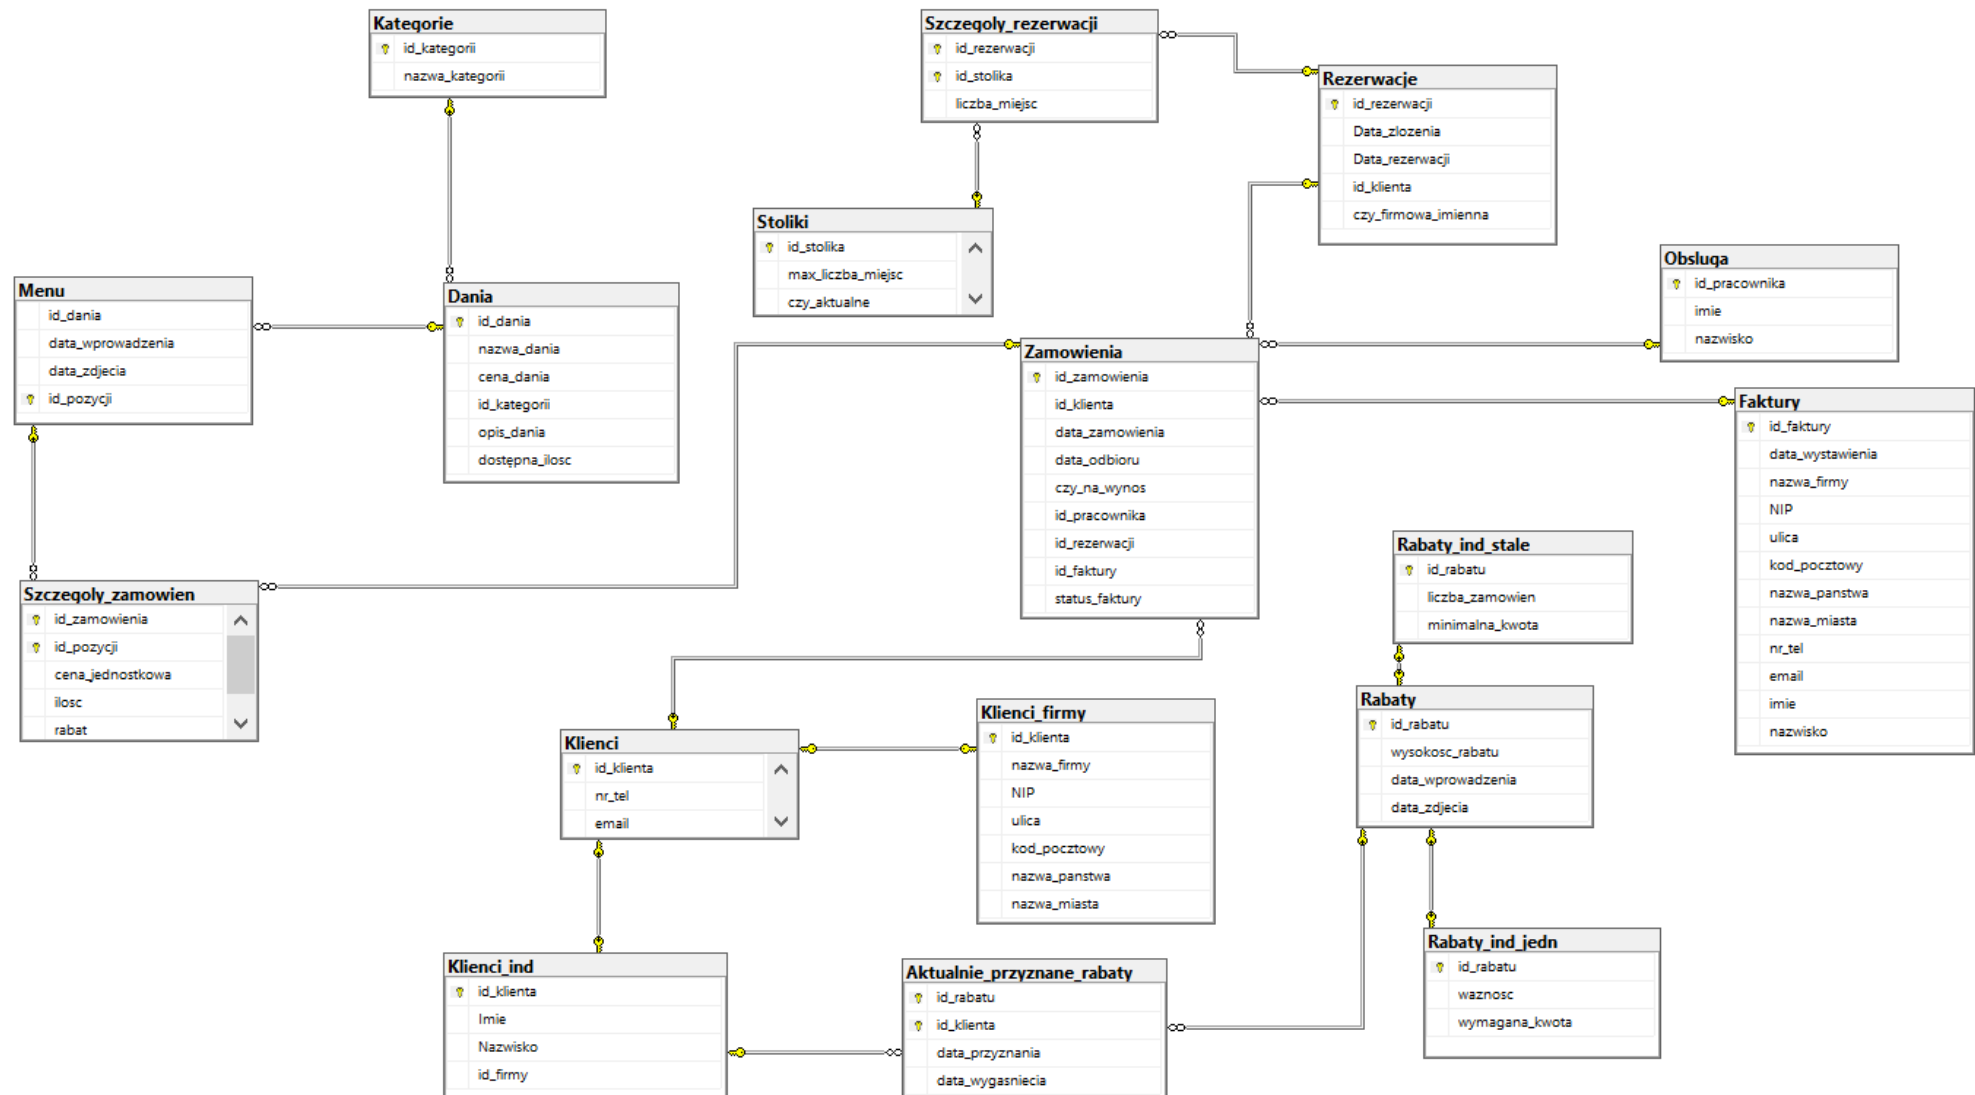 Kategorie
id_kategorii
nazwa_kategorii
Szczegoly_rezerwacji
id_rezerwacji
id_stolika
liczba_miejsc
Rezerwacje
id_rezerwacji
Data_zlozenia
Data_rezerwacji
id_klienta
czy_firmowa_imienna
Stoliki
id_stolika
max_liczba_miejsc
czy_aktualne
Obsluga
id_pracownika
imie
nazwisko
Menu
id_dania
data_wprowadzenia
data_zdjecia
id_pozycji
Dania
id_dania
nazwa_dania
cena_dania
id_kategorii
opis_dania
dostępna_ilosc
Zamowienia
id_zamowienia
id_klienta
data_zamowienia
data_odbioru
czy_na_wynos
id_pracownika
id_rezerwacji
id_faktury
status_faktury
Faktury
id_faktury
data_wystawienia
nazwa_firmy
NIP
ulica
kod_pocztowy
nazwa_panstwa
nazwa_miasta
nr_tel
email
imie
nazwisko
Rabaty_ind_stale
id_rabatu
liczba_zamowien
minimalna_kwota
Szczegoly_zamowien
id_zamowienia
id_pozycji
cena_jednostkowa
ilosc
rabat
Klienci
id_klienta
nr_tel
email
Klienci_firmy
id_klienta
nazwa_firmy
NIP
ulica
kod_pocztowy
nazwa_panstwa
nazwa_miasta
Rabaty
id_rabatu
wysokosc_rabatu
data_wprowadzenia
data_zdjecia
Klienci_ind
id_klienta
Imie
Nazwisko
id_firmy
Aktualnie_przyznane_rabaty
id_rabatu
id_klienta
data_przyznania
data_wygasniecia
Rabaty_ind_jedn
id_rabatu
waznosc
wymagana_kwota